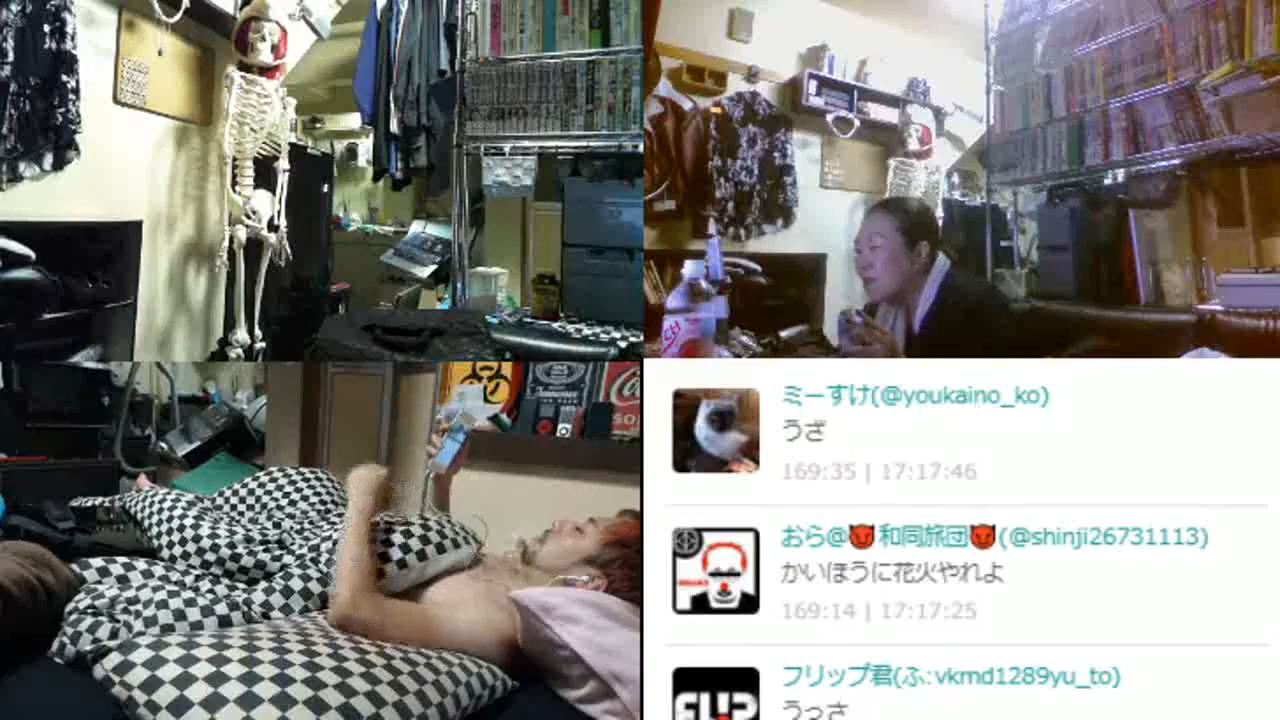 ミーすけ(@youkaino_ko)
うざ
169:35 | 17:17:46
おら@👿和同旅団👿(@shinji26731113)
かいほうに花火やれよ
169:14 | 17:17:25
フリップ君(ふ:vkmd1289yu_to)
うっさ
FLIP